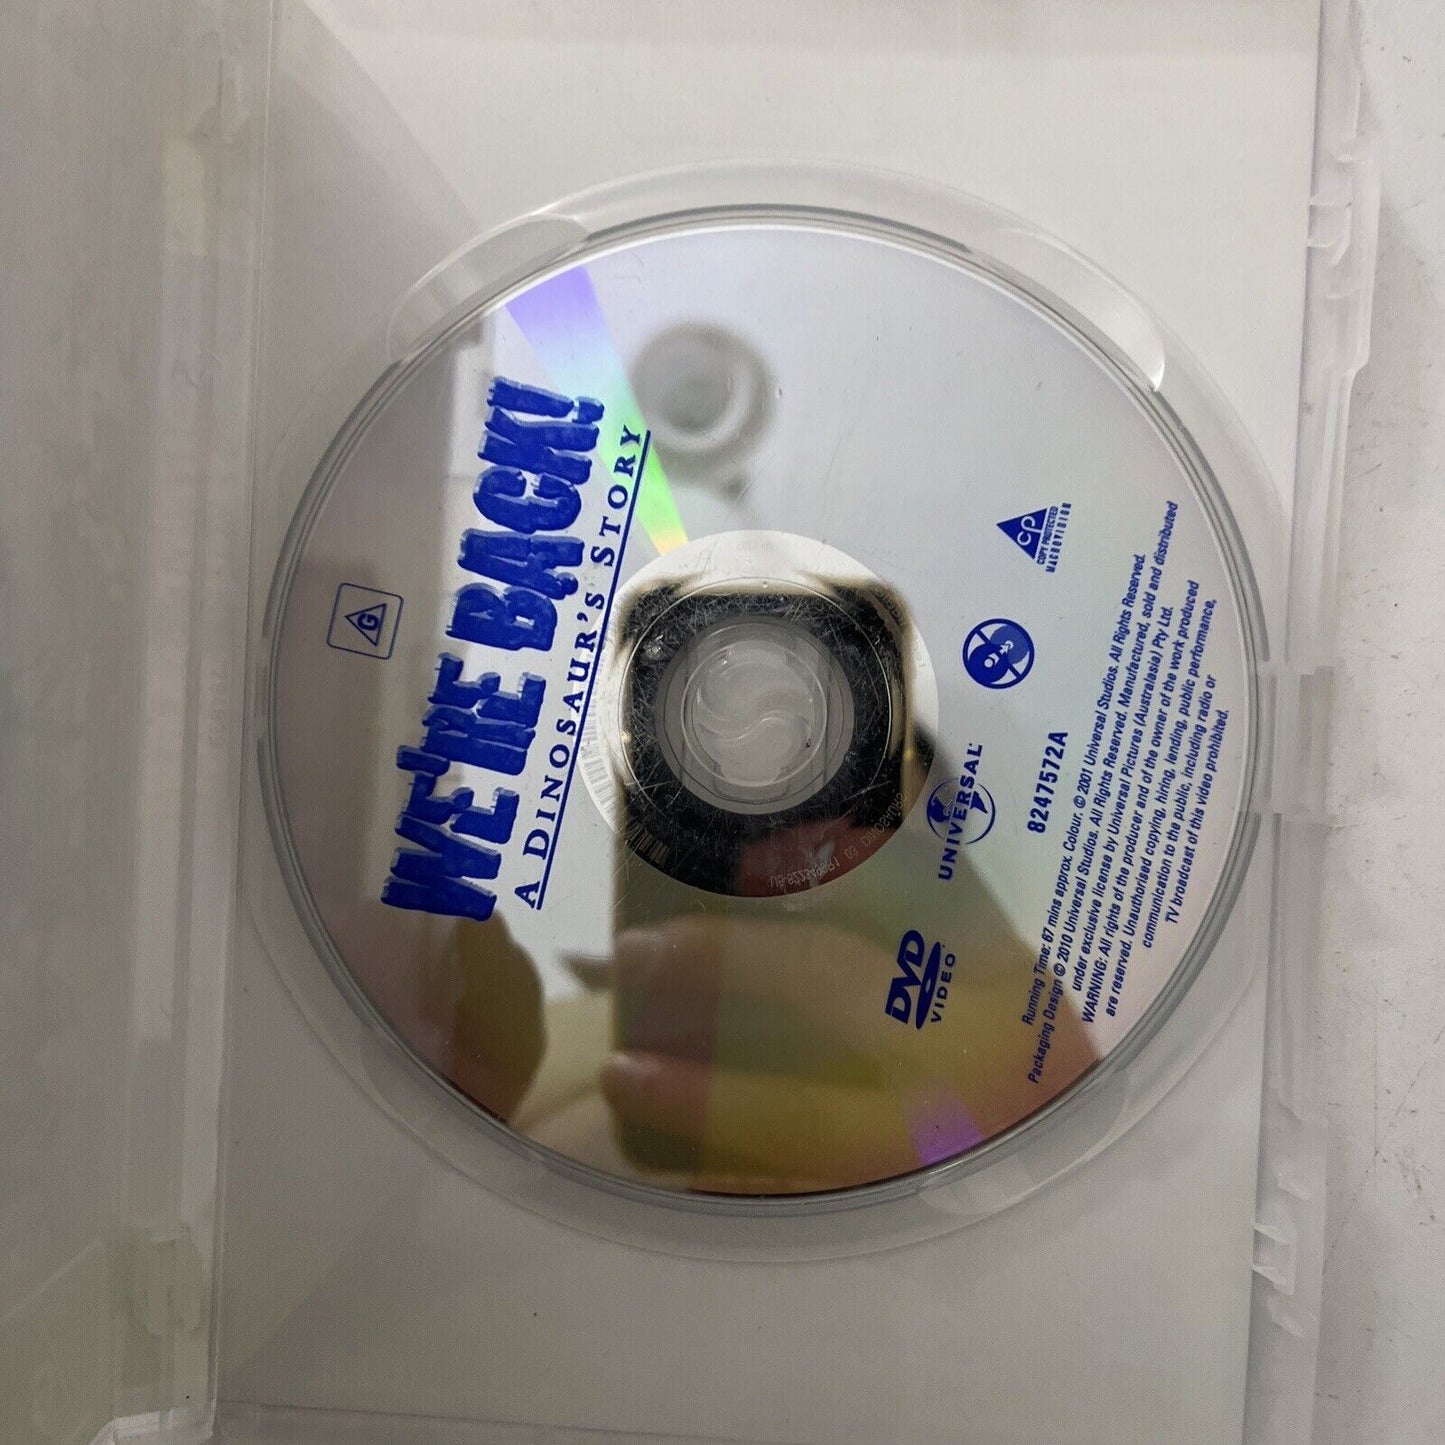 WE'RE BACK!
A DINOSAUR'S STORY
G
COPY PROTECTED
MACROVISION
UNIVERSAL
DVD
VIDEO
8247572A
Running Time: 67 mins approx. Colour. © 2001 Universal Studios. All Rights Reserved.
Packaging Design © 2010 Universal Studios. All Rights Reserved. Manufactured, sold and distributed
under exclusive license by Universal Pictures (Australasia) Pty Ltd.
WARNING: All rights of the producer and of the owner of the work produced
are reserved. Unauthorised copying, hiring, lending, public performance,
communication to the public, including radio or
TV broadcast of this video prohibited.